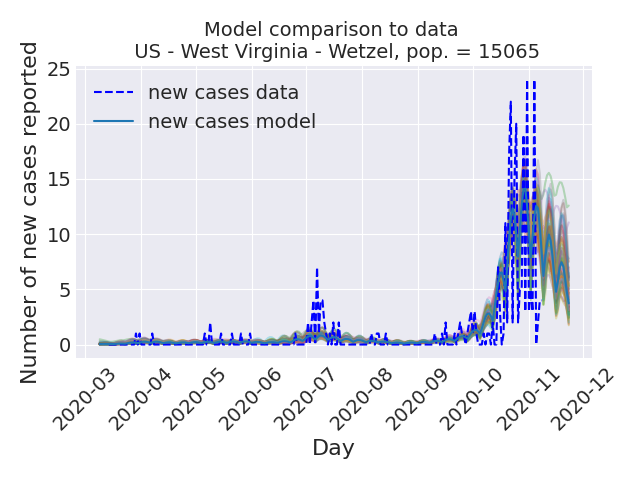 Model comparison to data
US - West Virginia - Wetzel, pop. = 15065
Number of new cases reported
25
20
15
10
5
0
new cases data
new cases model
2020-03
2020-04
2020-05
2020-06
2020-07
2020-08
2020-09
2020-10
2020-11
2020-12
Day